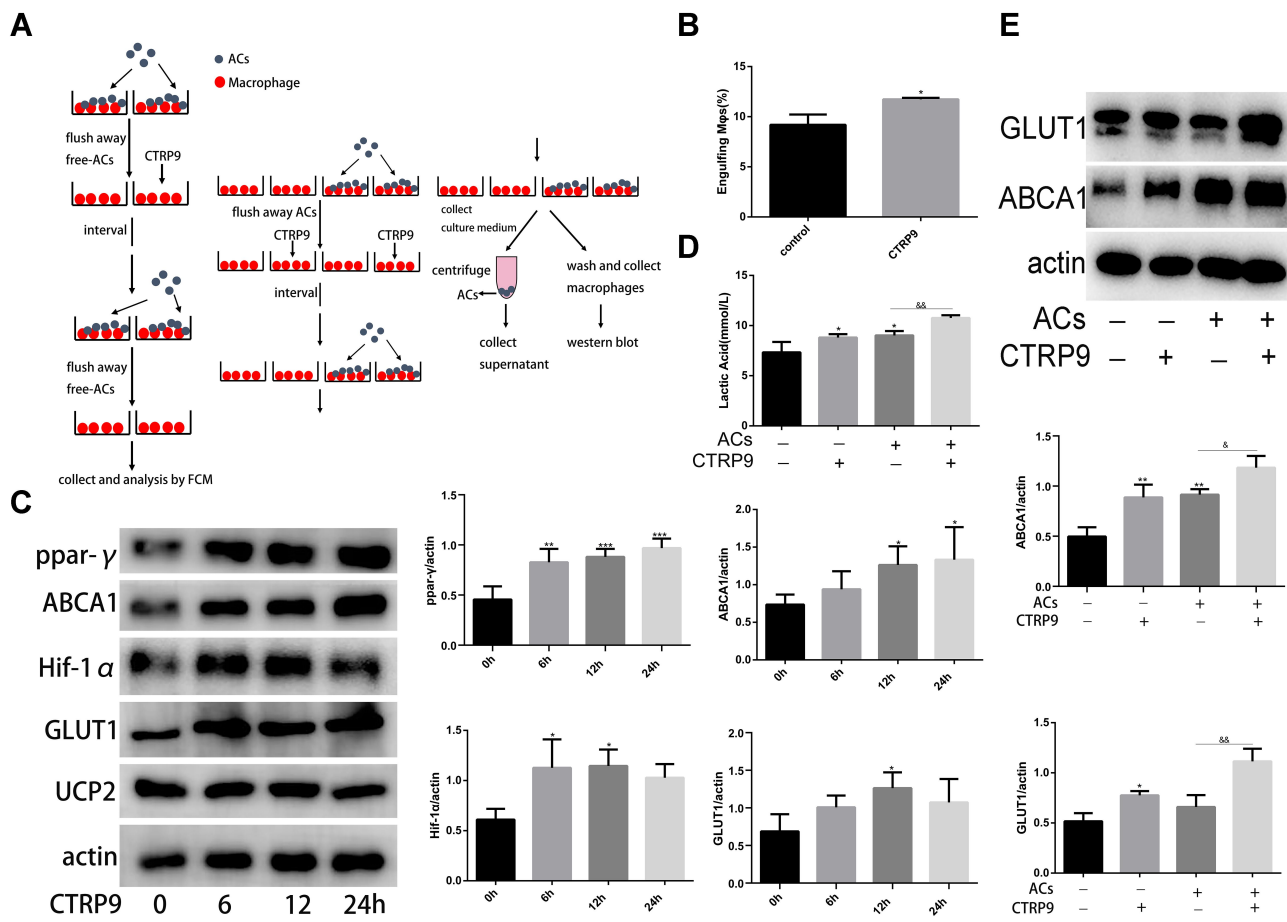 A
ACs
Macrophage
flush away
free-ACs
CTRP9
interval
flush away
free-ACs
collect and analysis by FCM
flush away ACs
CTRP9
CTRP9
interval
collect
culture medium
centrifuge
ACs
collect
supernatant
wash and collect
macrophages
western blot
B
Engulfing Mφs(%)
15
10
5
0
*
control
CTRP9
D
Lactic Acid(mmol/L)
15
10
5
0
*
*
&&
ACs − − + +
CTRP9 − + − +
E
GLUT1
ABCA1
actin
ACs − − + +
CTRP9 − + − +
ABCA1/actin
1.5
1.0
0.5
0.0
**
**
&
ACs − − + +
CTRP9 − + − +
GLUT1/actin
1.5
1.0
0.5
0.0
*
&&
ACs − − + +
CTRP9 − + − +
C
ppar-γ
ABCA1
Hif-1α
GLUT1
UCP2
actin
CTRP9 0 6 12 24h
ppar-γ/actin
1.5
1.0
0.5
0.0
**
***
***
0h 6h 12h 24h
ABCA1/actin
2.0
1.5
1.0
0.5
0.0
*
*
0h 6h 12h 24h
Hif-1α/actin
1.5
1.0
0.5
0.0
*
*
0h 6h 12h 24h
GLUT1/actin
2.0
1.5
1.0
0.5
0.0
*
0h 6h 12h 24h